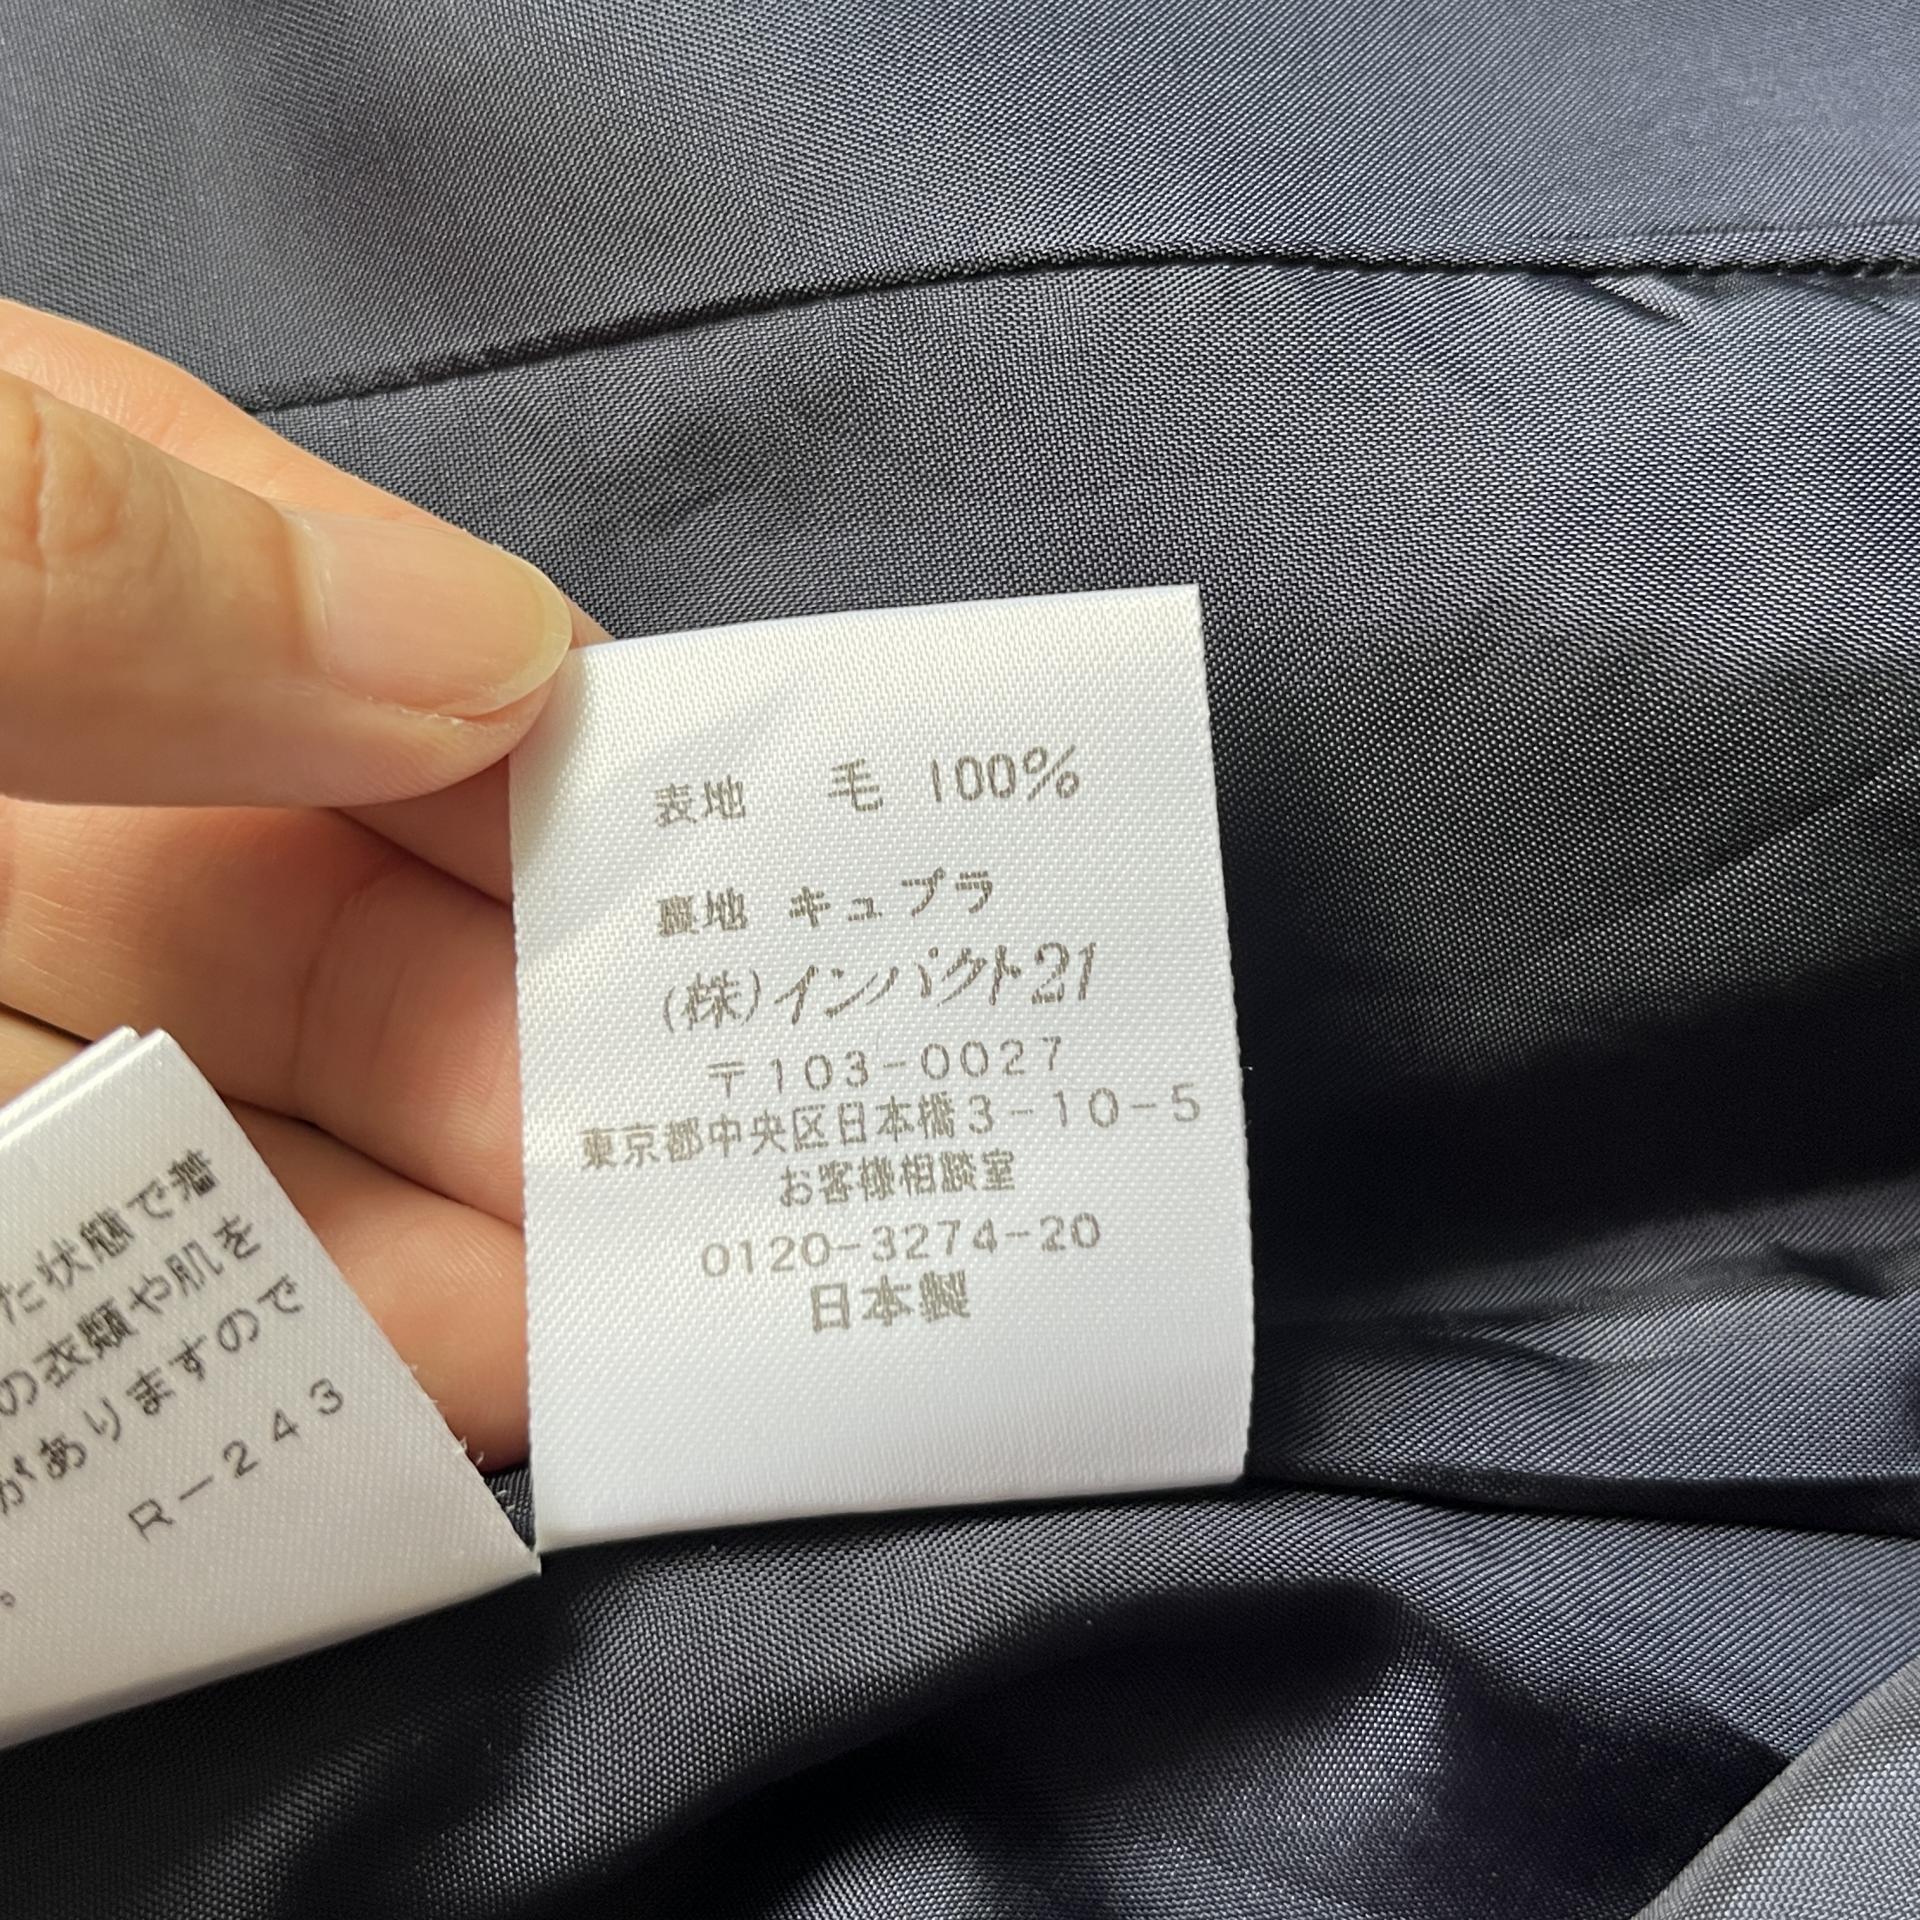 表地 毛 100%
裏地 キュプラ
(株)インパクト21
〒103-0027
東京都中央区日本橋3-10-5
お客様相談室
0120-3274-20
日本製
た状態で着
の衣類や肌を
がありますので
R-243
。